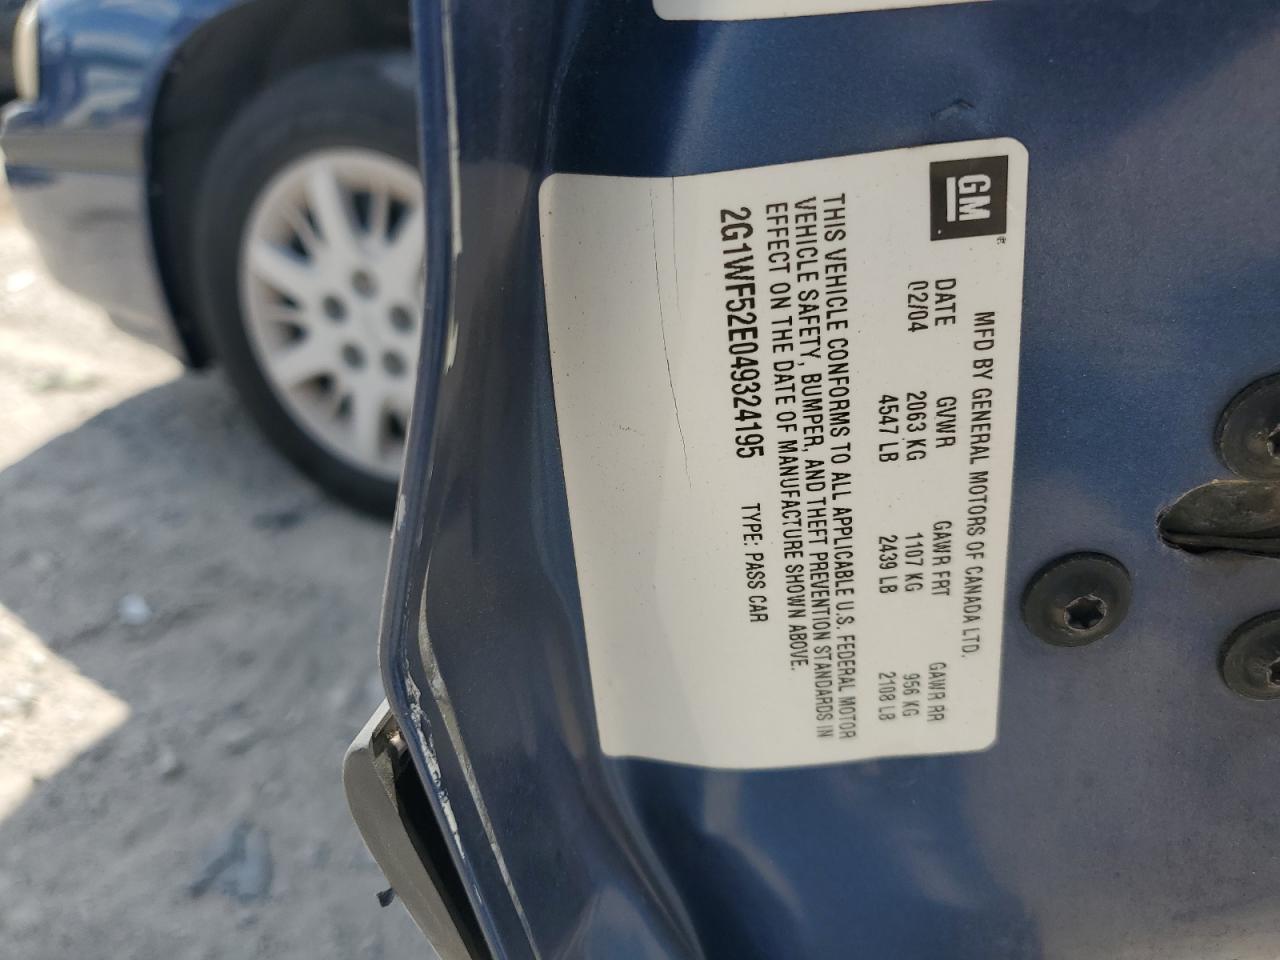 GM ®
MFD BY GENERAL MOTORS OF CANADA LTD.
DATE GVWR GAWR FRT GAWR RR
02/04 2063 KG 1107 KG 956 KG
4547 LB 2439 LB 2108 LB
THIS VEHICLE CONFORMS TO ALL APPLICABLE U.S. FEDERAL MOTOR
VEHICLE SAFETY, BUMPER, AND THEFT PREVENTION STANDARDS IN
EFFECT ON THE DATE OF MANUFACTURE SHOWN ABOVE.
2G1WF52E049324195 TYPE: PASS CAR